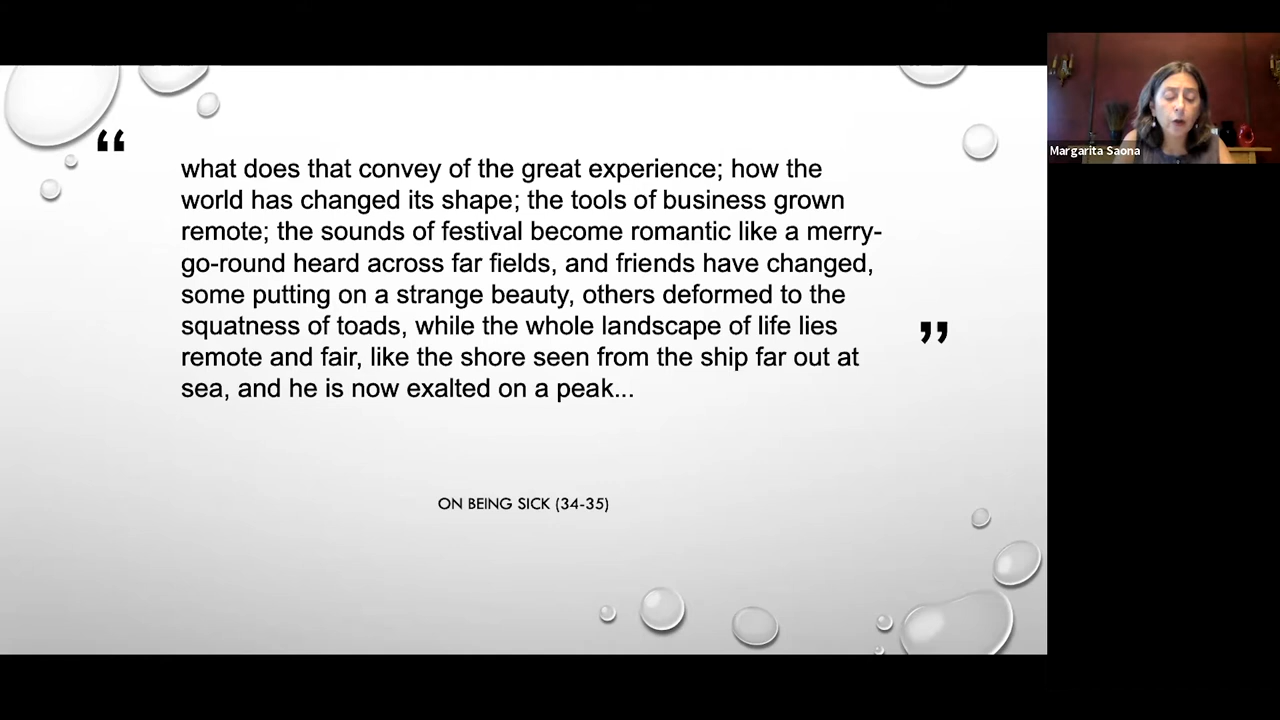 “
what does that convey of the great experience; how the
world has changed its shape; the tools of business grown
remote; the sounds of festival become romantic like a merry-
go-round heard across far fields, and friends have changed,
some putting on a strange beauty, others deformed to the
squatness of toads, while the whole landscape of life lies
remote and fair, like the shore seen from the ship far out at
sea, and he is now exalted on a peak...
”
ON BEING SICK (34-35)
Margarita Saona